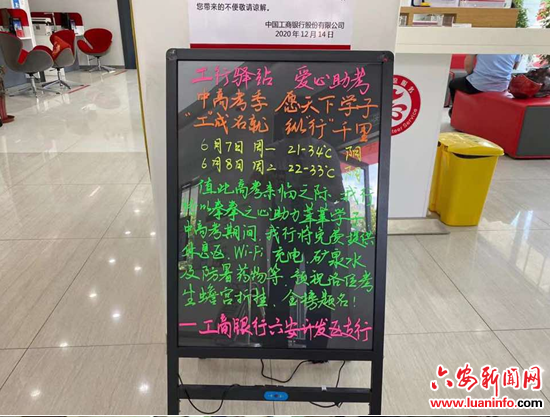 您带来的不便敬请谅解。
中国工商银行股份有限公司
2020年12月14日
工行驿站 爱心助考
中高考季 愿天下学子
"工"成名就 纵"行"千里
6月7日 周一 21-34℃
6月8日 周二 22-33℃
值此高考来临之际,我行
以拳拳之心助力莘莘学子
中高考期间,我行将免费提供
休息区、Wi-Fi、充电、矿泉水
及防暑药物等,预祝各位考
生蟾宫折桂,金榜题名!
—工商银行六安开发区支行
六安新闻网
www.luaninfo.com